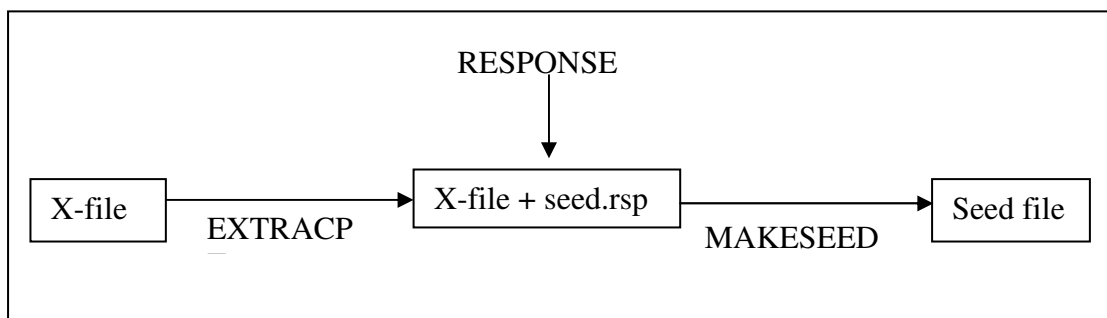 RESPONSE
X-file
X-file + seed.rsp
Seed file
EXTRACP
MAKESEED